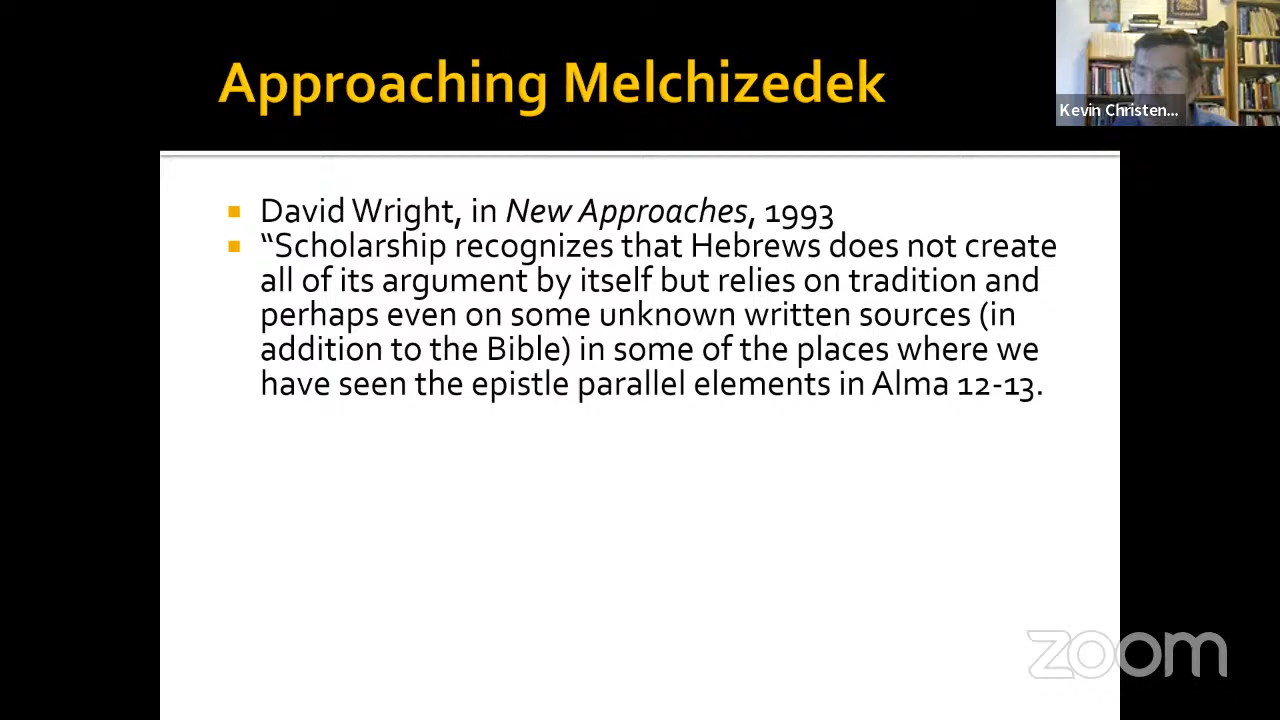 Approaching Melchizedek
Kevin Christen...
David Wright, in New Approaches, 1993
“Scholarship recognizes that Hebrews does not create
all of its argument by itself but relies on tradition and
perhaps even on some unknown written sources (in
addition to the Bible) in some of the places where we
have seen the epistle parallel elements in Alma 12-13.
zoom